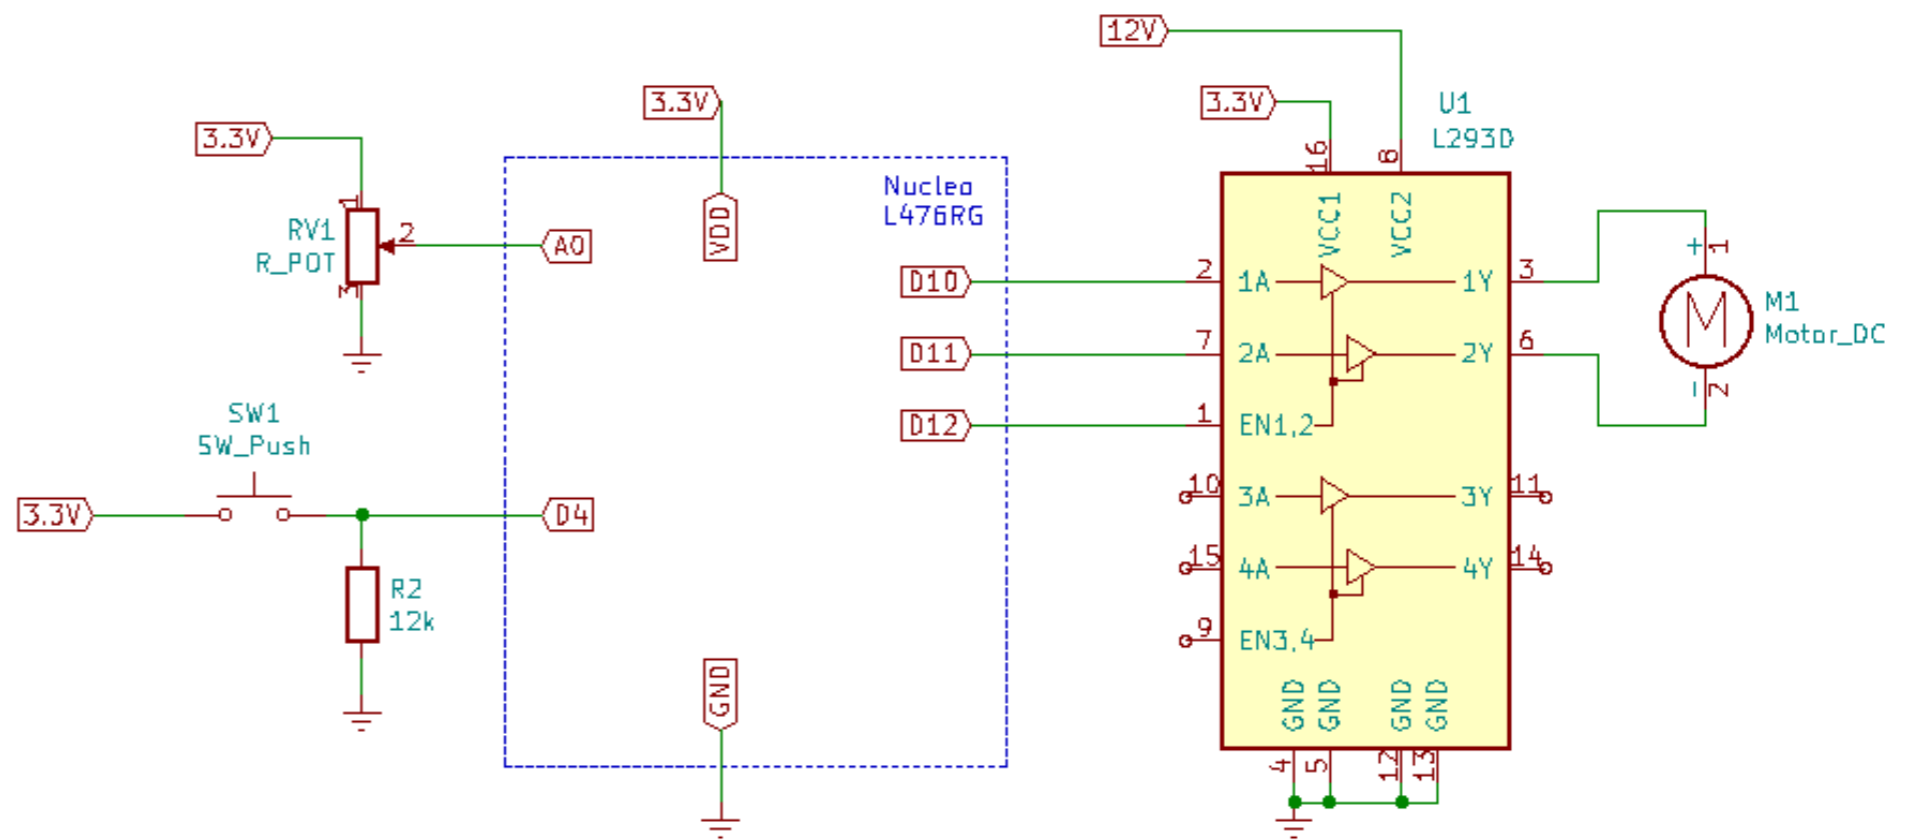 12V
3.3V
3.3V
U1
L293D
3.3V
16
8
1
Nucleo
L476RG
VCC1
VCC2
RV1
R_POT
2
A0
VDD
+
1
D10
2
1A
1Y
3
3
M1
Motor_DC
M
D11
7
2A
2Y
6
-
2
SW1
SW_Push
D12
1
EN1,2
10
3A
3Y
11
3.3V
D4
15
4A
4Y
14
R2
12k
9
EN3,4
GND
GND
GND
GND
GND
4
5
12
13